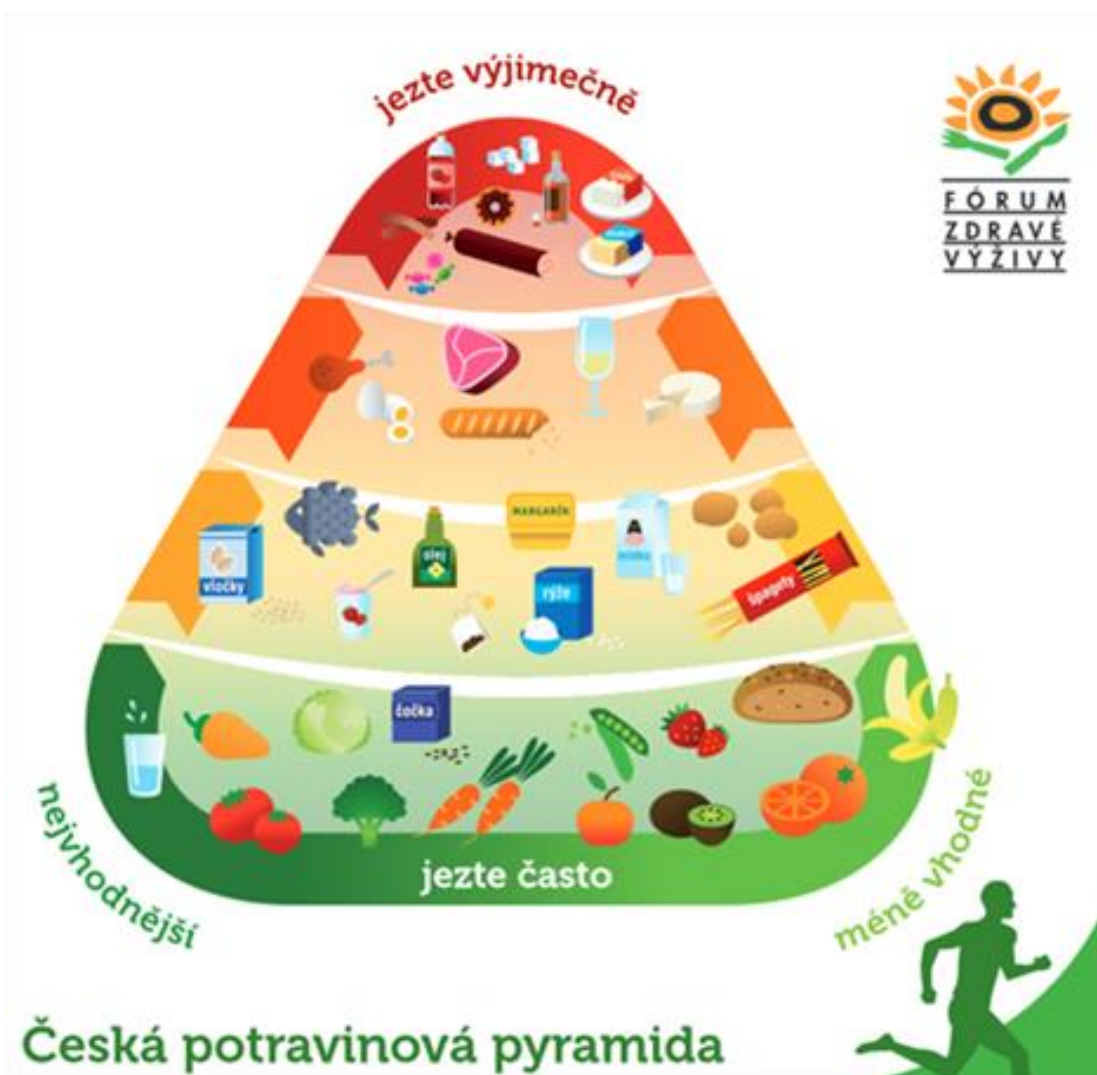 jezte výjimečně
FÓRUM
ZDRAVÉ
VÝŽIVY
MARGARÍN
olej
vločky
rýže
špagety
čočka
jezte často
nejvhodnější
méně vhodné
Česká potravinová pyramida